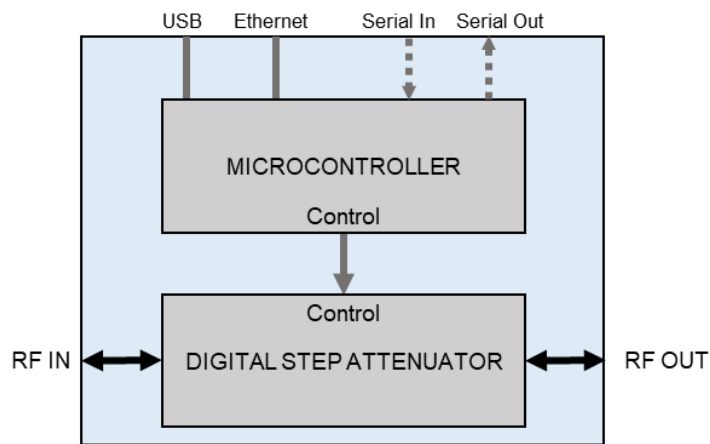 USB Ethernet Serial In Serial Out
MICROCONTROLLER
Control
Control
RF IN DIGITAL STEP ATTENUATOR RF OUT